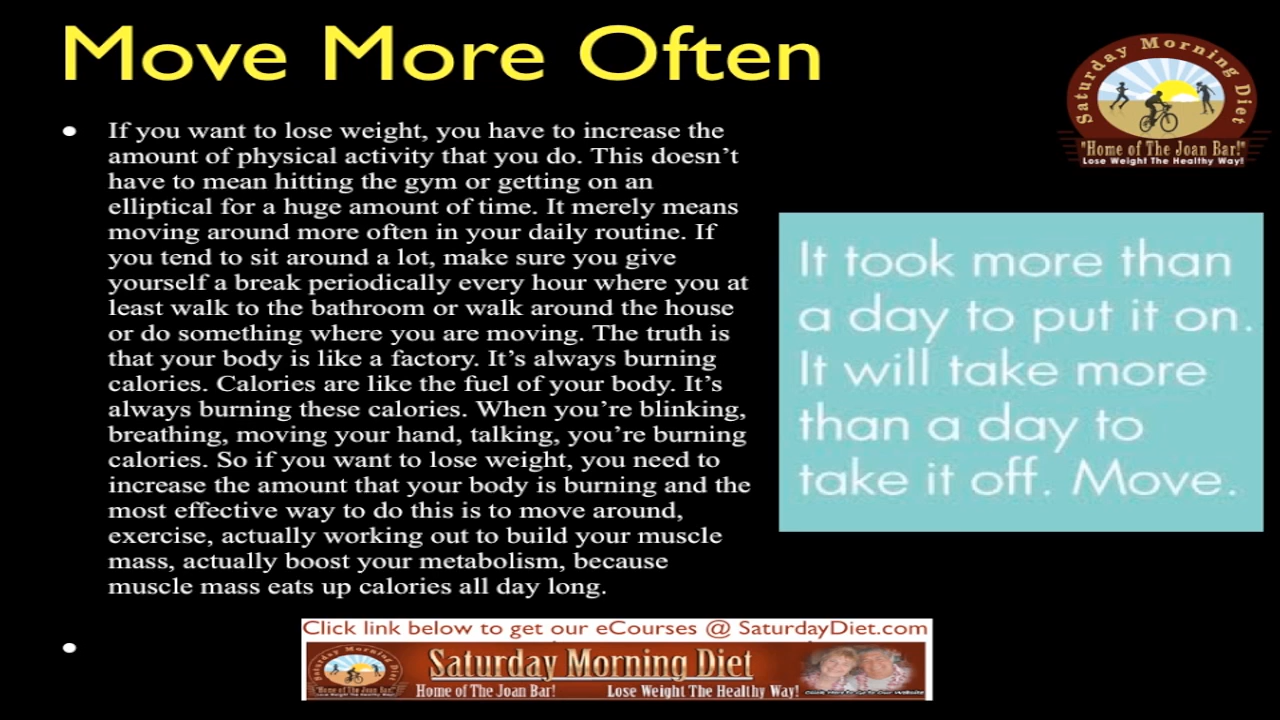 Move More Often
Saturday Morning Diet
"Home of The Joan Bar!"
Lose Weight The Healthy Way!
• If you want to lose weight, you have to increase the
amount of physical activity that you do. This doesn't
have to mean hitting the gym or getting on an
elliptical for a huge amount of time. It merely means
moving around more often in your daily routine. If
you tend to sit around a lot, make sure you give
yourself a break periodically every hour where you at
least walk to the bathroom or walk around the house
or do something where you are moving. The truth is
that your body is like a factory. It's always burning
calories. Calories are like the fuel of your body. It's
always burning these calories. When you're blinking,
breathing, moving your hand, talking, you're burning
calories. So if you want to lose weight, you need to
increase the amount that your body is burning and the
most effective way to do this is to move around,
exercise, actually working out to build your muscle
mass, actually boost your metabolism, because
muscle mass eats up calories all day long.
It took more than
a day to put it on.
It will take more
than a day to
take it off. Move.
•
Click link below to get our eCourses @ SaturdayDiet.com
Saturday Morning Diet
Home of The Joan Bar! Lose Weight The Healthy Way!